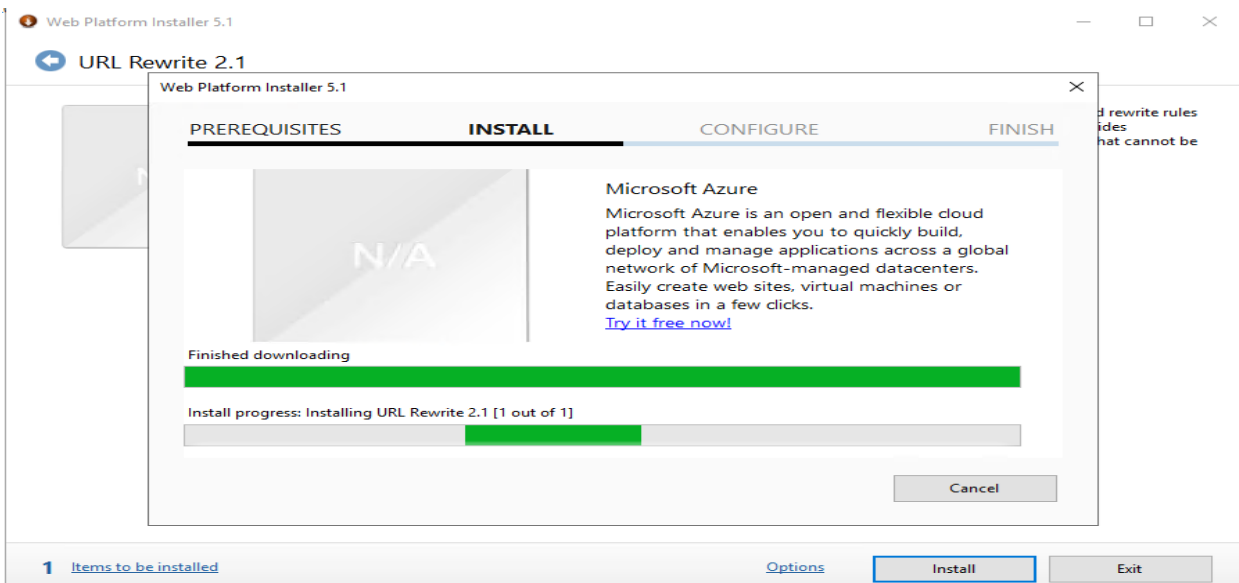 Web Platform Installer 5.1
URL Rewrite 2.1
Web Platform Installer 5.1
d rewrite rules
ides
hat cannot be
PREREQUISITES INSTALL CONFIGURE FINISH
N/A
Microsoft Azure
Microsoft Azure is an open and flexible cloud
platform that enables you to quickly build,
deploy and manage applications across a global
network of Microsoft-managed datacenters.
Easily create web sites, virtual machines or
databases in a few clicks.
Try it free now!
Finished downloading
Install progress: Installing URL Rewrite 2.1 [1 out of 1]
Cancel
1 Items to be installed Options Install Exit